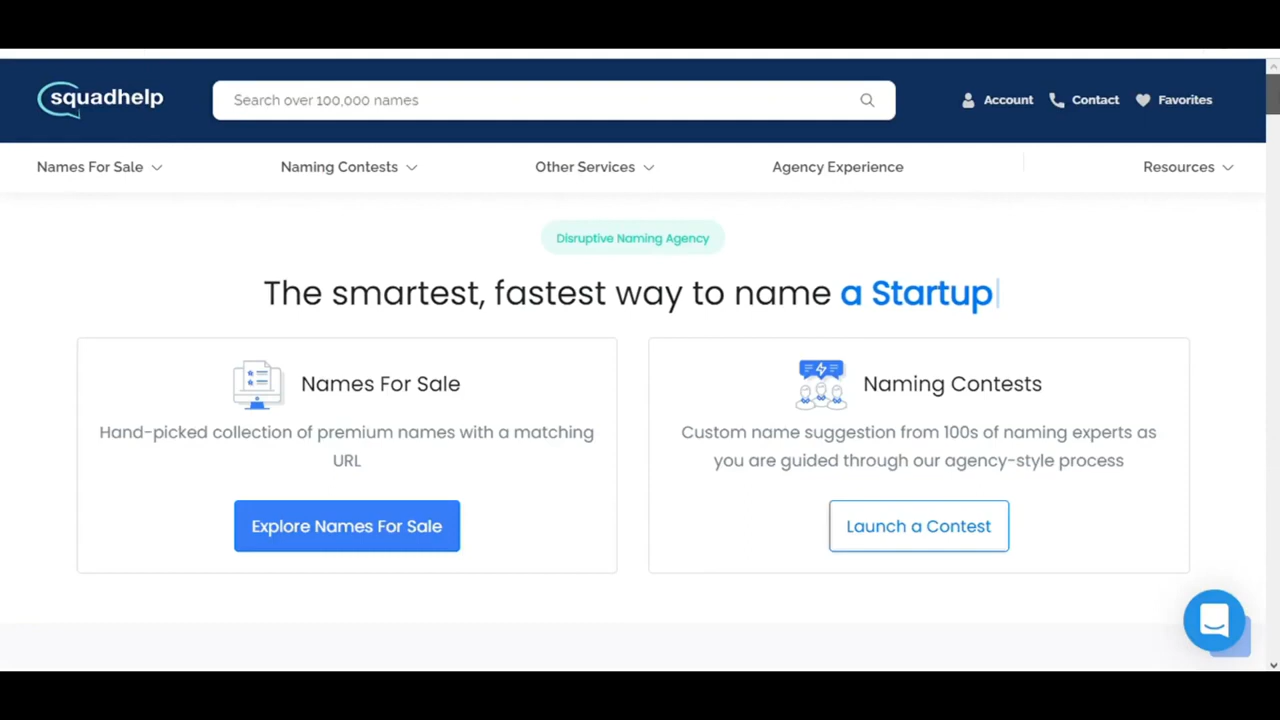 squadhelp
Search over 100,000 names
Account
Contact
Favorites
Names For Sale
Naming Contests
Other Services
Agency Experience
Resources
Disruptive Naming Agency
The smartest, fastest way to name a Startup
Names For Sale
Hand-picked collection of premium names with a matching
URL
Explore Names For Sale
Naming Contests
Custom name suggestion from 100s of naming experts as
you are guided through our agency-style process
Launch a Contest